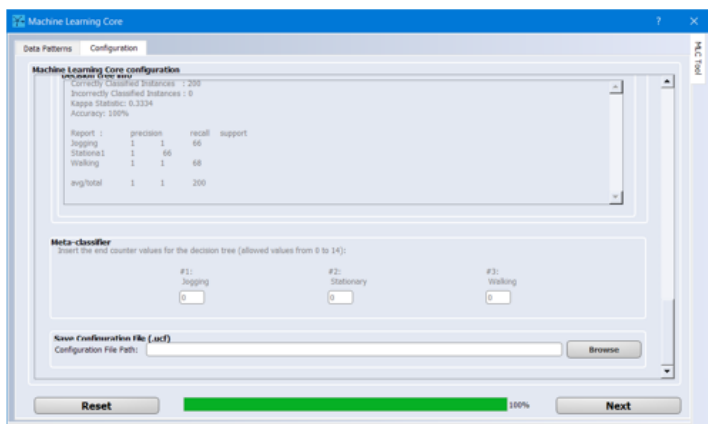 Machine Learning Core
? ×
Data Patterns Configuration
MLC Tool
Machine Learning Core configuration
Decision tree info
Correctly Classified Instances : 200
Incorrectly Classified Instances : 0
Kappa Statistic: 0.3334
Accuracy: 100%
Report : precision recall support
Jogging 1 1 66
Stationa1 1 66
Walking 1 1 68
avg/total 1 1 200
Meta-classifier
Insert the end counter values for the decision tree (allowed values from 0 to 14):
#1: #2: #3:
Jogging Stationary Walking
0 0 0
Save Configuration File (.ucf)
Configuration File Path: Browse
Reset 100% Next